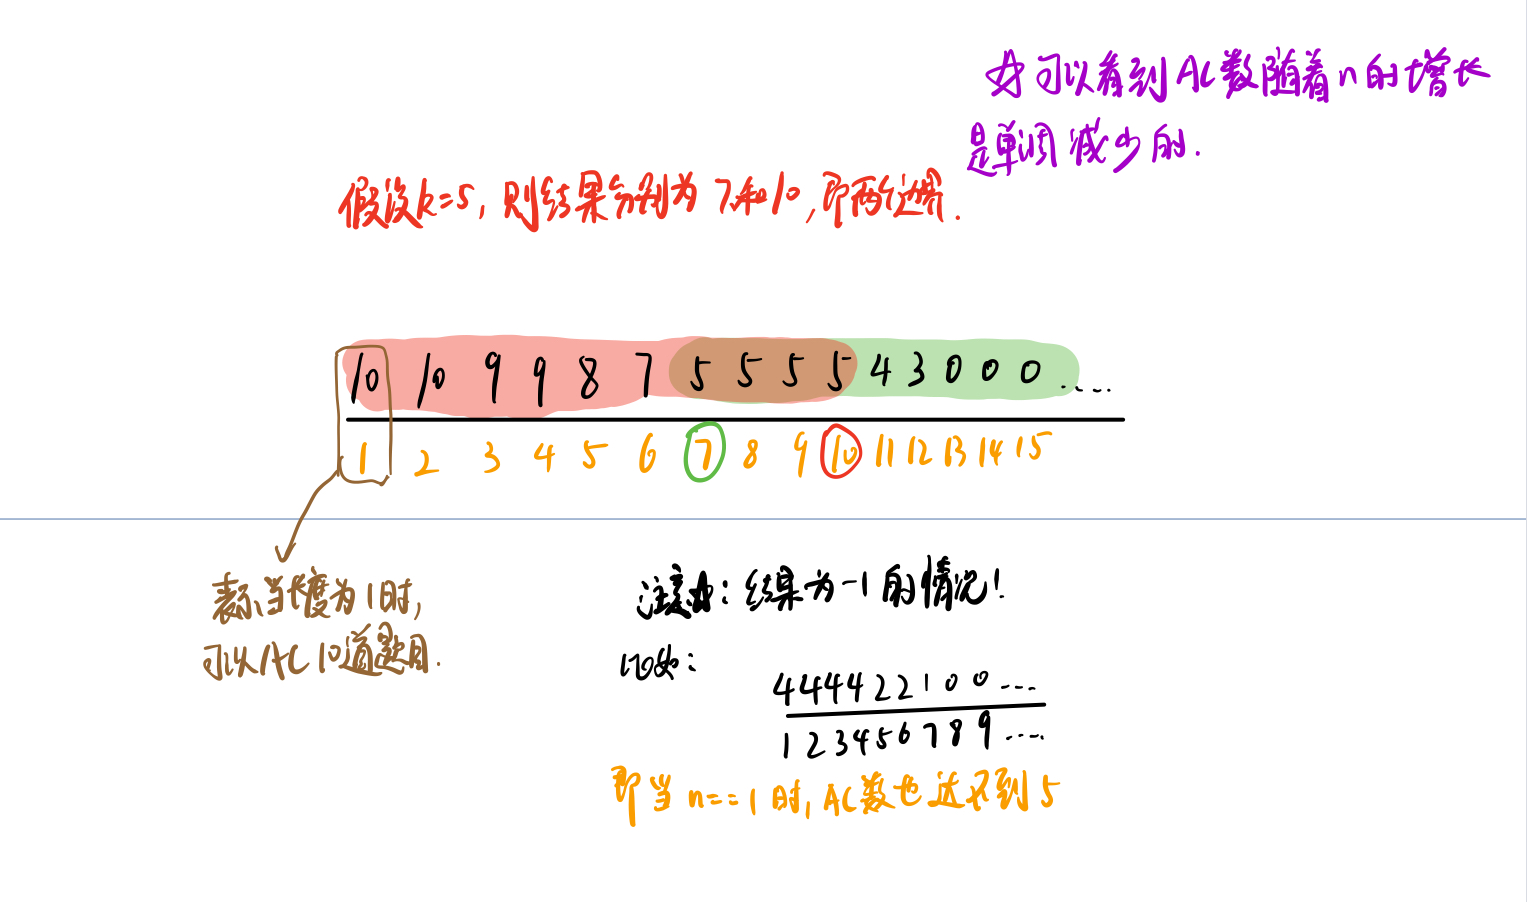 ☆可以看到AC数随着n的增长
是单调减少的.
假设k=5, 则结果分别为7和10, 即两个边界.
10 10 9 9 8 7 5 5 5 5 4 3 0 0 0 .....
1 2 3 4 5 6 7 8 9 10 11 12 13 14 15
表示当长度为1时,
可以AC 10道题目.
注意☆: 结果为-1的情况!
比如:
4 4 4 4 2 2 1 0 0 ....
1 2 3 4 5 6 7 8 9 ....
即当n==1时, AC数也达不到5